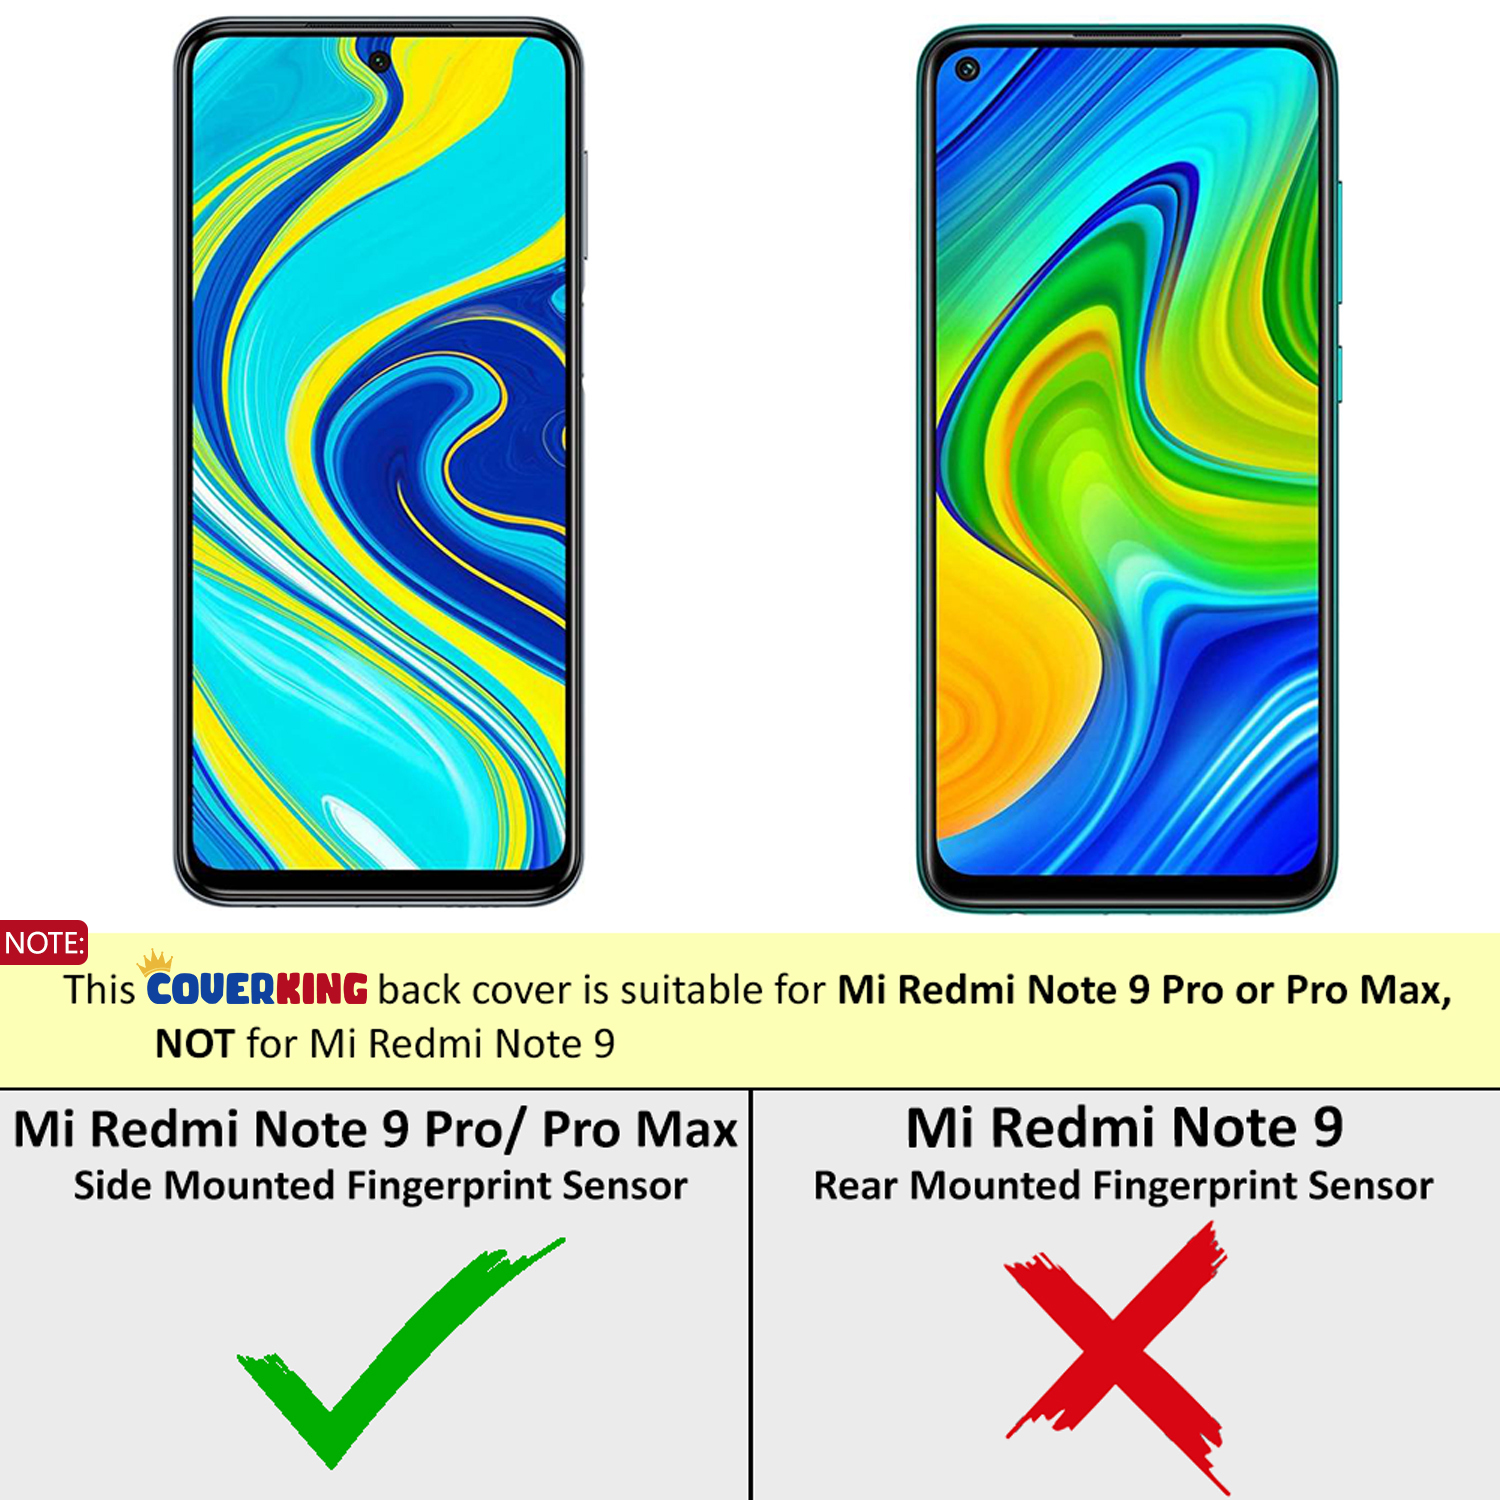 NOTE:
This COVERKING back cover is suitable for Mi Redmi Note 9 Pro or Pro Max,
NOT for Mi Redmi Note 9
Mi Redmi Note 9 Pro/ Pro Max
Side Mounted Fingerprint Sensor
Mi Redmi Note 9
Rear Mounted Fingerprint Sensor